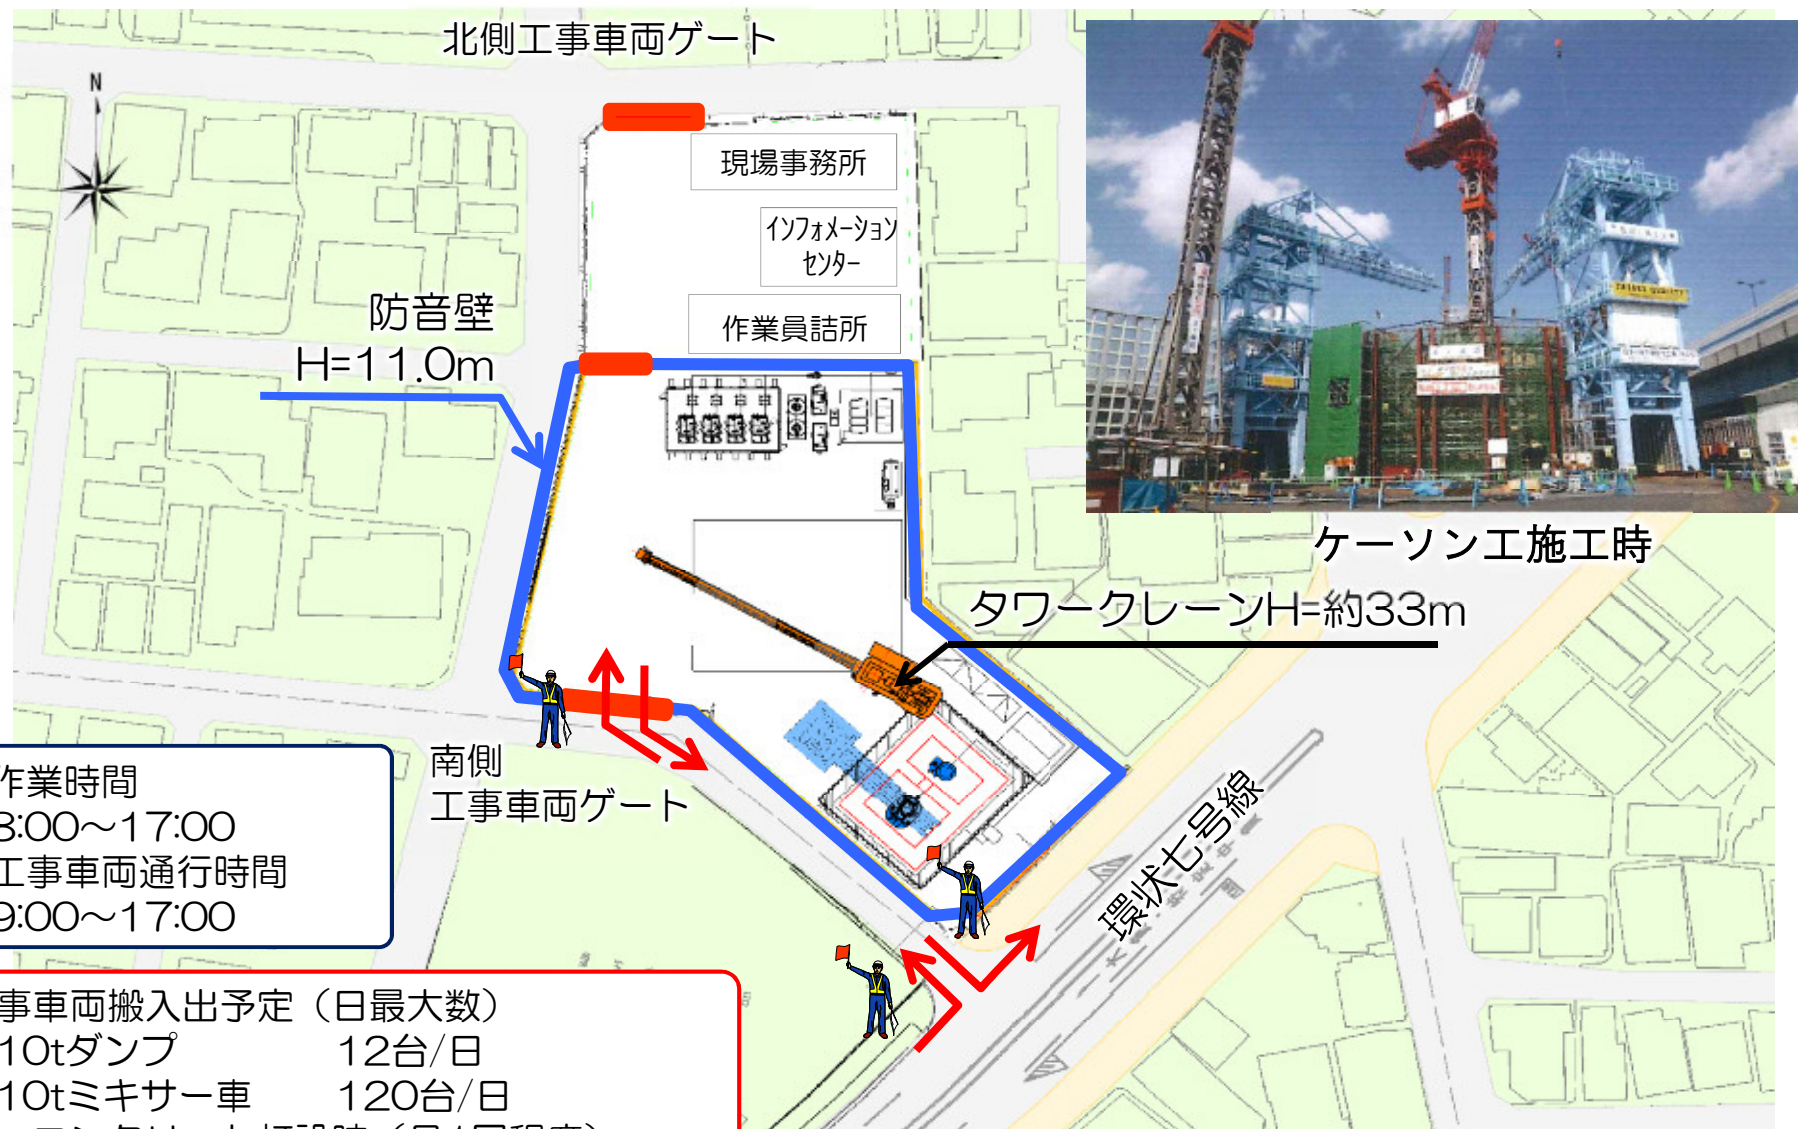 北側工事車両ゲート
N
現場事務所
インフォメーション
センター
作業員詰所
防音壁
H=11.0m
ケーソン工施工時
タワークレーンH=約33m
南側
工事車両ゲート
環状七号線
作業時間
8:00～17:00
工事車両通行時間
9:00～17:00
事車両搬入出予定（日最大数）
10tダンプ 12台/日
10tミキサー車 120台/日